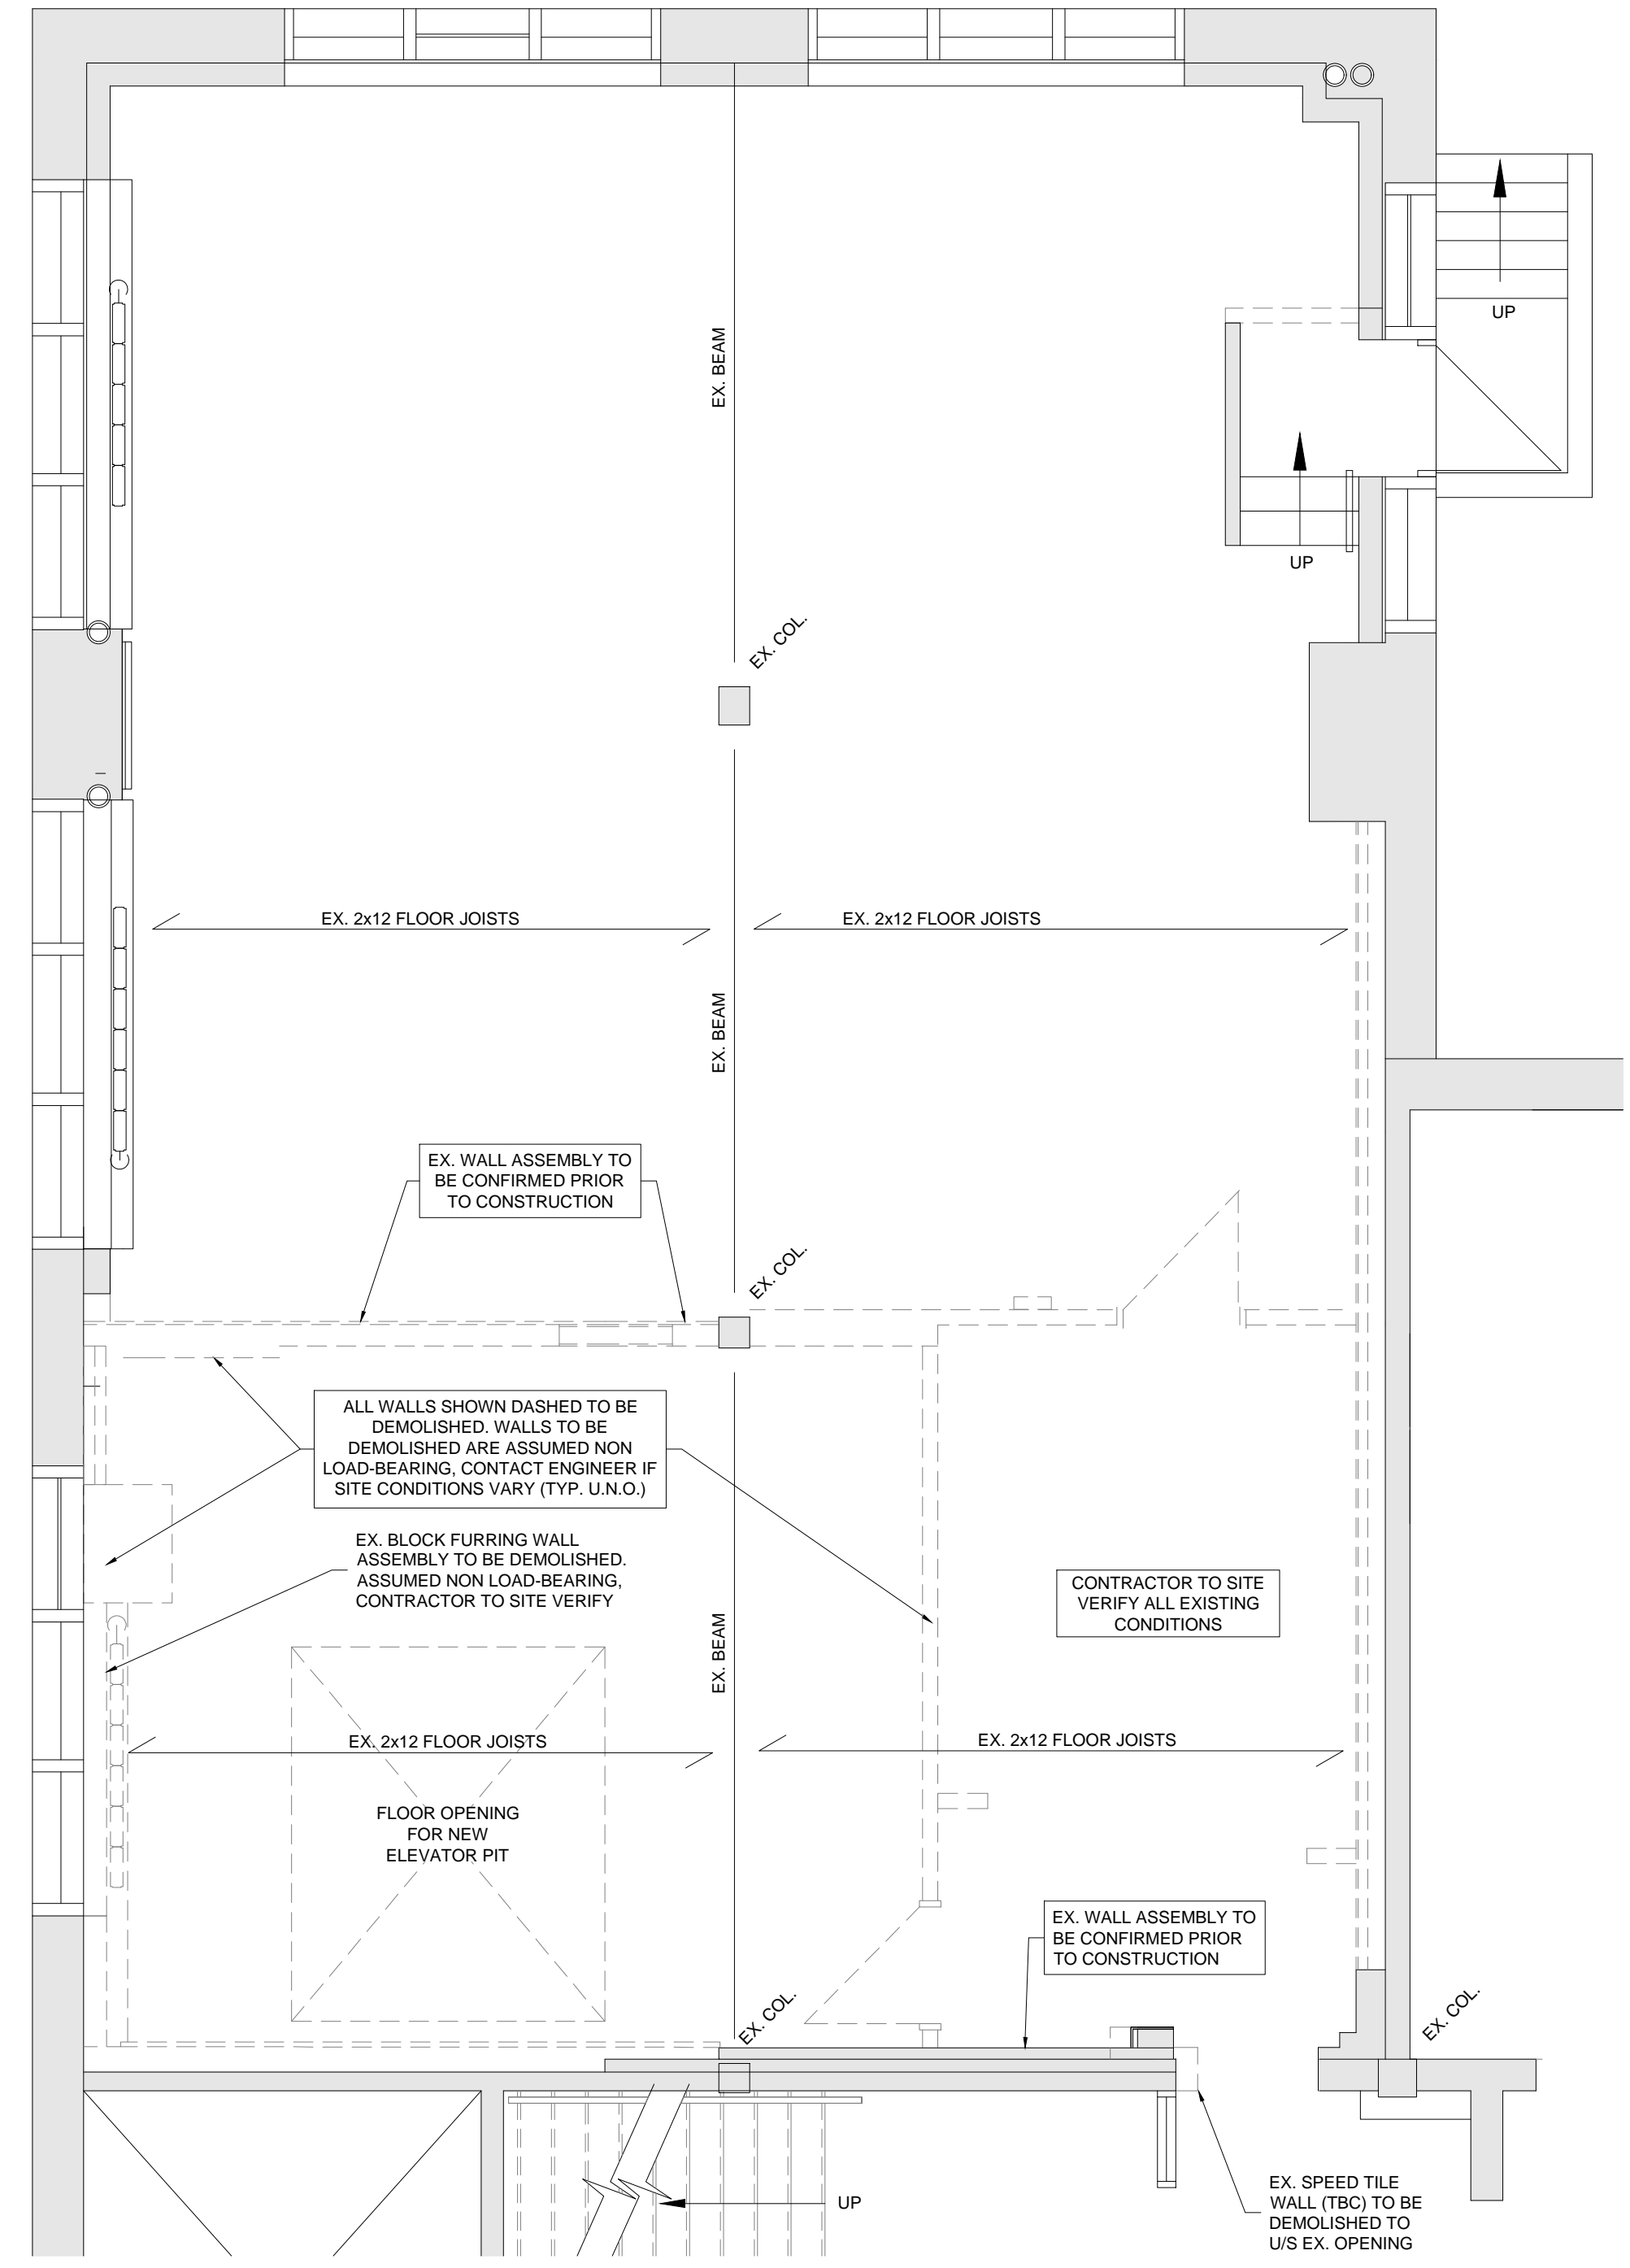 UP
EX. BEAM
UP
EX. COL.
EX. 2x12 FLOOR JOISTS
EX. 2x12 FLOOR JOISTS
EX. BEAM
EX. WALL ASSEMBLY TO
BE CONFIRMED PRIOR
TO CONSTRUCTION
EX. COL.
ALL WALLS SHOWN DASHED TO BE
DEMOLISHED. WALLS TO BE
DEMOLISHED ARE ASSUMED NON
LOAD-BEARING, CONTACT ENGINEER IF
SITE CONDITIONS VARY (TYP. U.N.O.)
EX. BLOCK FURRING WALL
ASSEMBLY TO BE DEMOLISHED.
ASSUMED NON LOAD-BEARING,
CONTRACTOR TO SITE VERIFY
CONTRACTOR TO SITE
VERIFY ALL EXISTING
CONDITIONS
EX. BEAM
EX. 2x12 FLOOR JOISTS
EX. 2x12 FLOOR JOISTS
FLOOR OPENING
FOR NEW
ELEVATOR PIT
EX. WALL ASSEMBLY TO
BE CONFIRMED PRIOR
TO CONSTRUCTION
EX. COL.
EX. COL.
UP
EX. SPEED TILE
WALL (TBC) TO BE
DEMOLISHED TO
U/S EX. OPENING